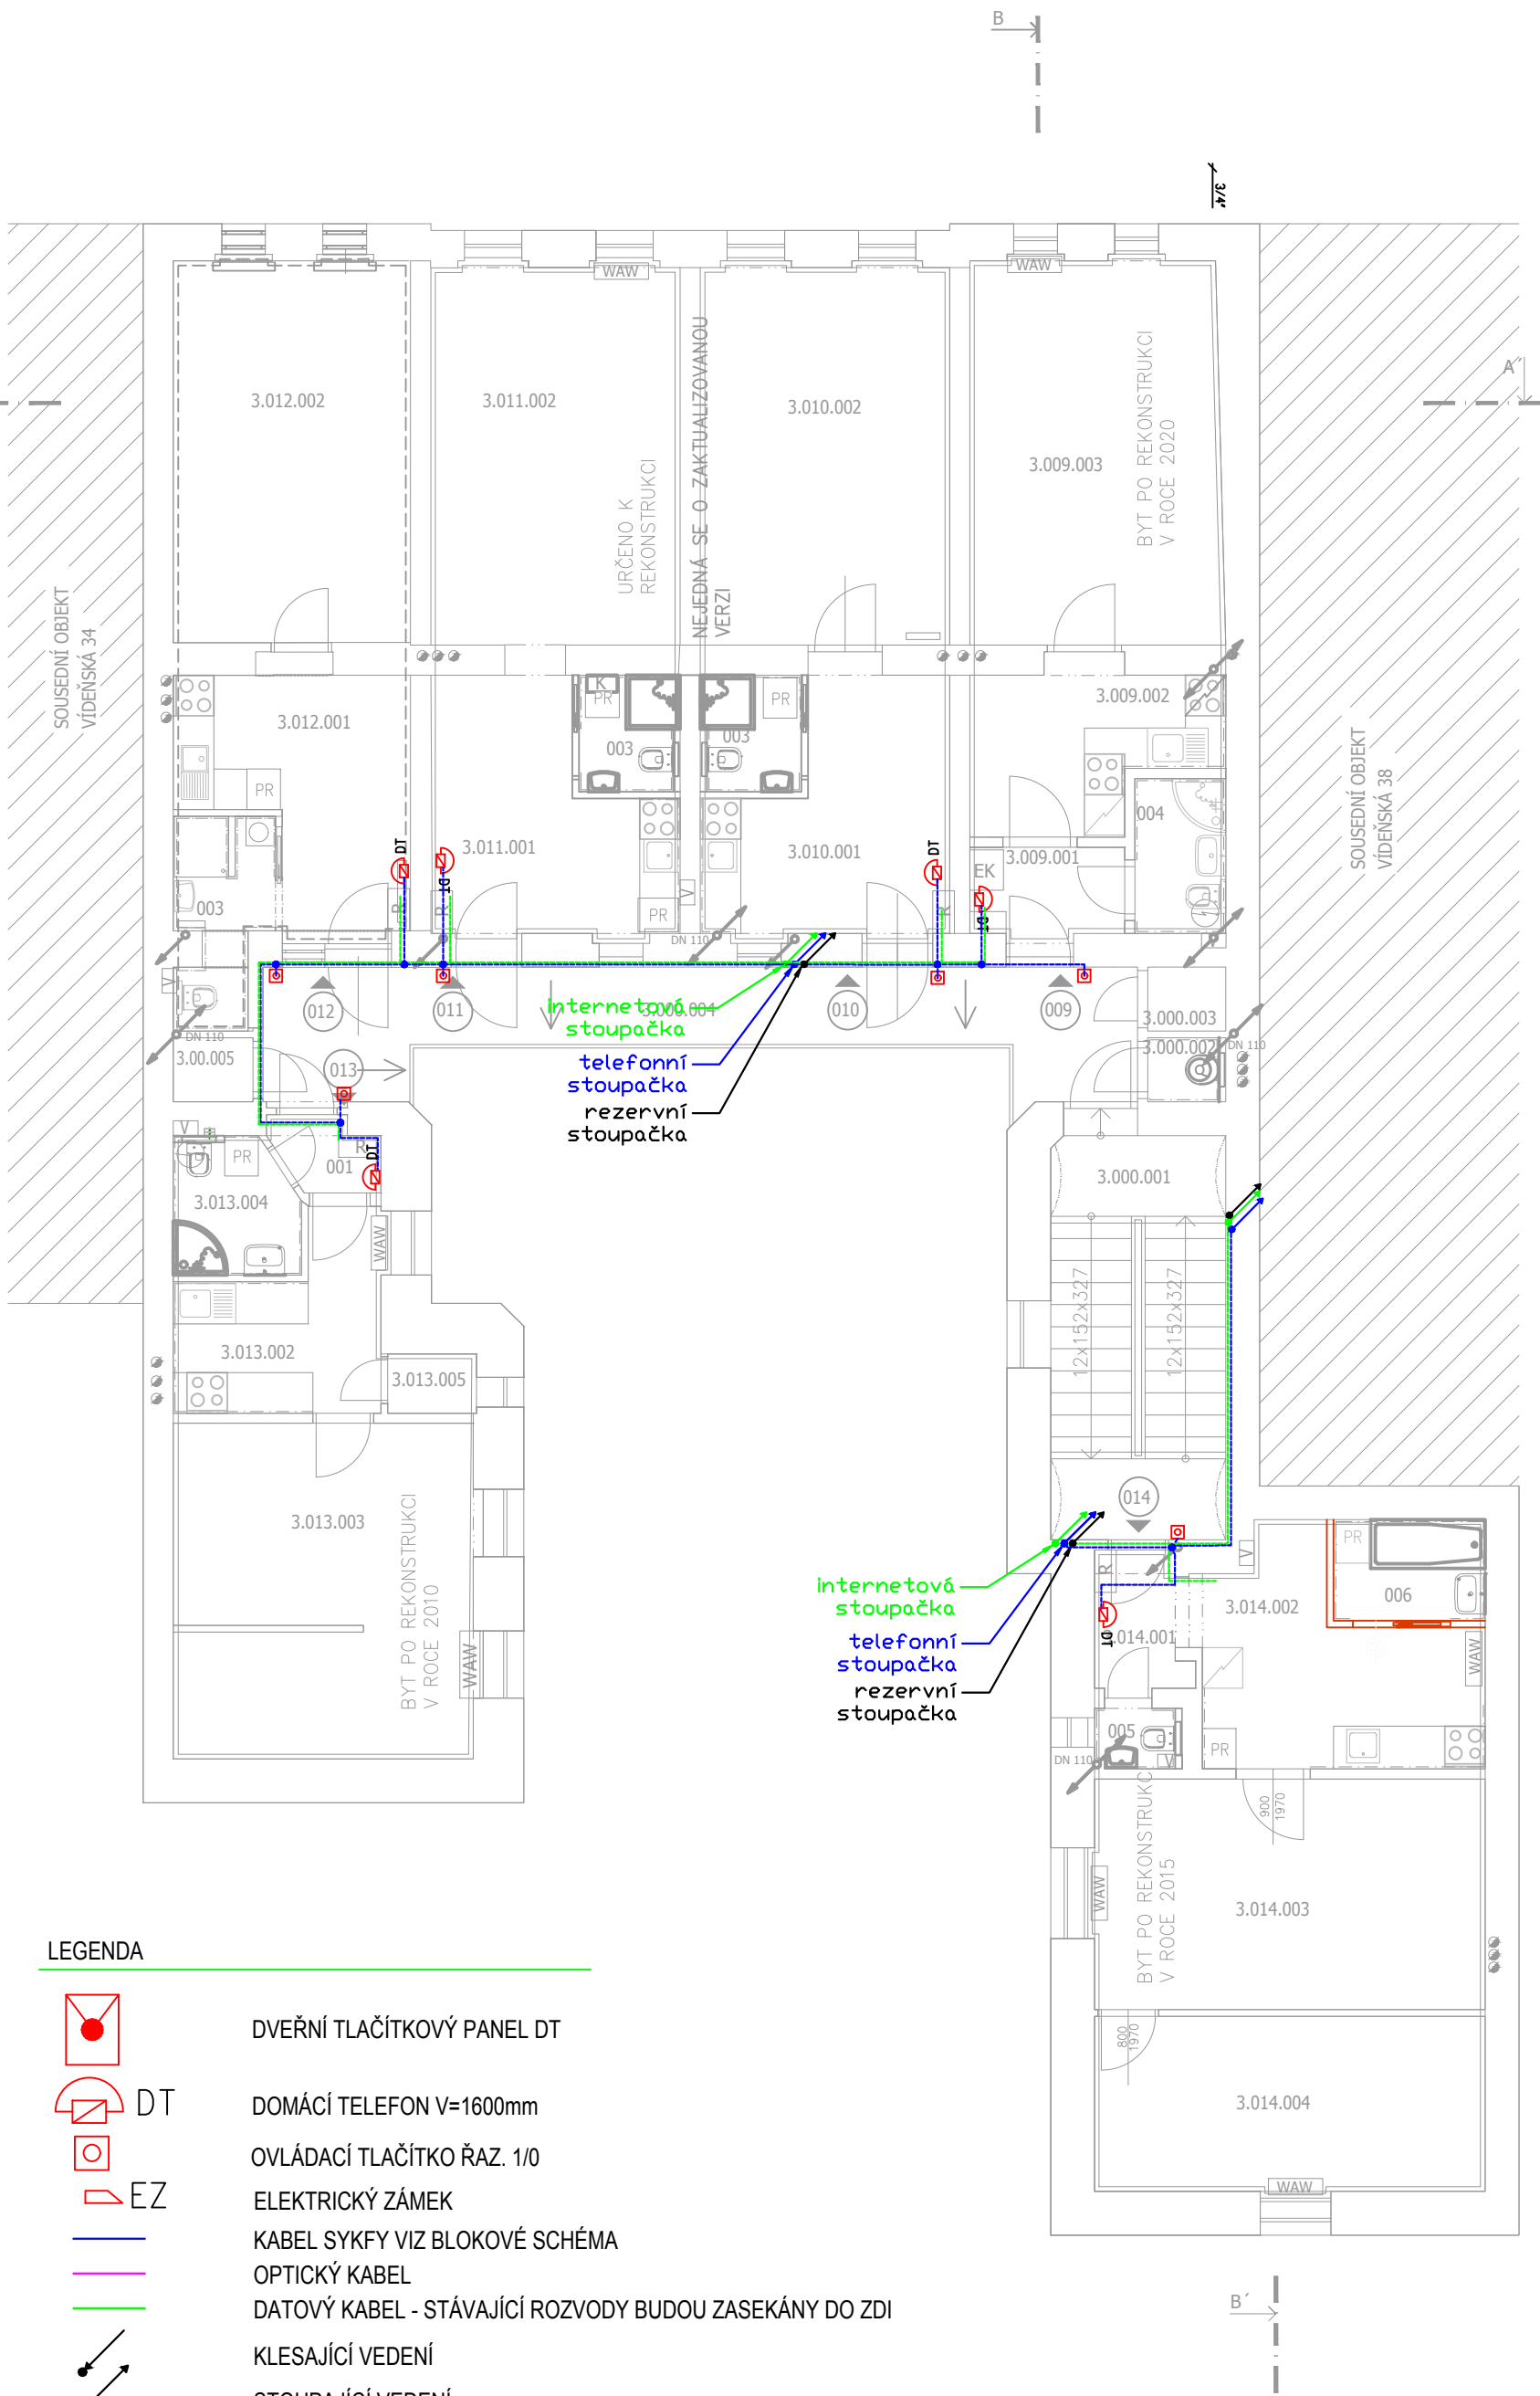 B
3/4"
A´
WAW
WAW
3.012.002
3.011.002
3.010.002
3.009.003
BYT PO REKONSTRUKCI
V ROCE 2020
URČENO K
REKONSTRUKCI
NEJEDNÁ SE O ZAKTUALIZOVANOU
VERZI
SOUSEDNÍ OBJEKT
VÍDEŇSKÁ 34
SOUSEDNÍ OBJEKT
VÍDEŇSKÁ 38
3.012.001
K
PR
PR
3.009.002
003
003
PR
004
3.011.001
3.010.001
3.009.001
DT
DT
DT
DT
EK
003
R
R
V
R
PR
DN 110
V
012
011
010
009
internetová
stoupačka
3.000.004
3.000.003
3.000.002
DN 110
DN 110
3.00.005
013
telefonní
stoupačka
rezervní
stoupačka
V
PR
001
R
DT
3.013.004
3.000.001
WAW
12x152x327
12x152x327
3.013.002
3.013.005
3.013.003
BYT PO REKONSTRUKCI
V ROCE 2010
WAW
014
internetová
stoupačka
R
V
PR
006
3.014.002
DT
3.014.001
telefonní
stoupačka
WAW
rezervní
stoupačka
005
DN 110
V
PR
900
1970
BYT PO REKONSTRUKC
V ROCE 2015
WAW
3.014.003
800
1970
3.014.004
WAW
B´
LEGENDA
DVEŘNÍ TLAČÍTKOVÝ PANEL DT
DT
DOMÁCÍ TELEFON V=1600mm
OVLÁDACÍ TLAČÍTKO ŘAZ. 1/0
EZ
ELEKTRICKÝ ZÁMEK
KABEL SYKFY VIZ BLOKOVÉ SCHÉMA
OPTICKÝ KABEL
DATOVÝ KABEL - STÁVAJÍCÍ ROZVODY BUDOU ZASEKÁNY DO ZDI
KLESAJÍCÍ VEDENÍ